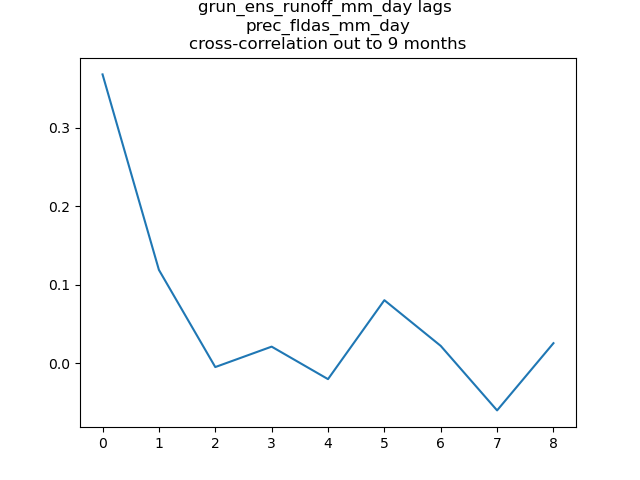 grun_ens_runoff_mm_day lags
prec_fldas_mm_day
cross-correlation out to 9 months
0.3
0.2
0.1
0.0
0 1 2 3 4 5 6 7 8